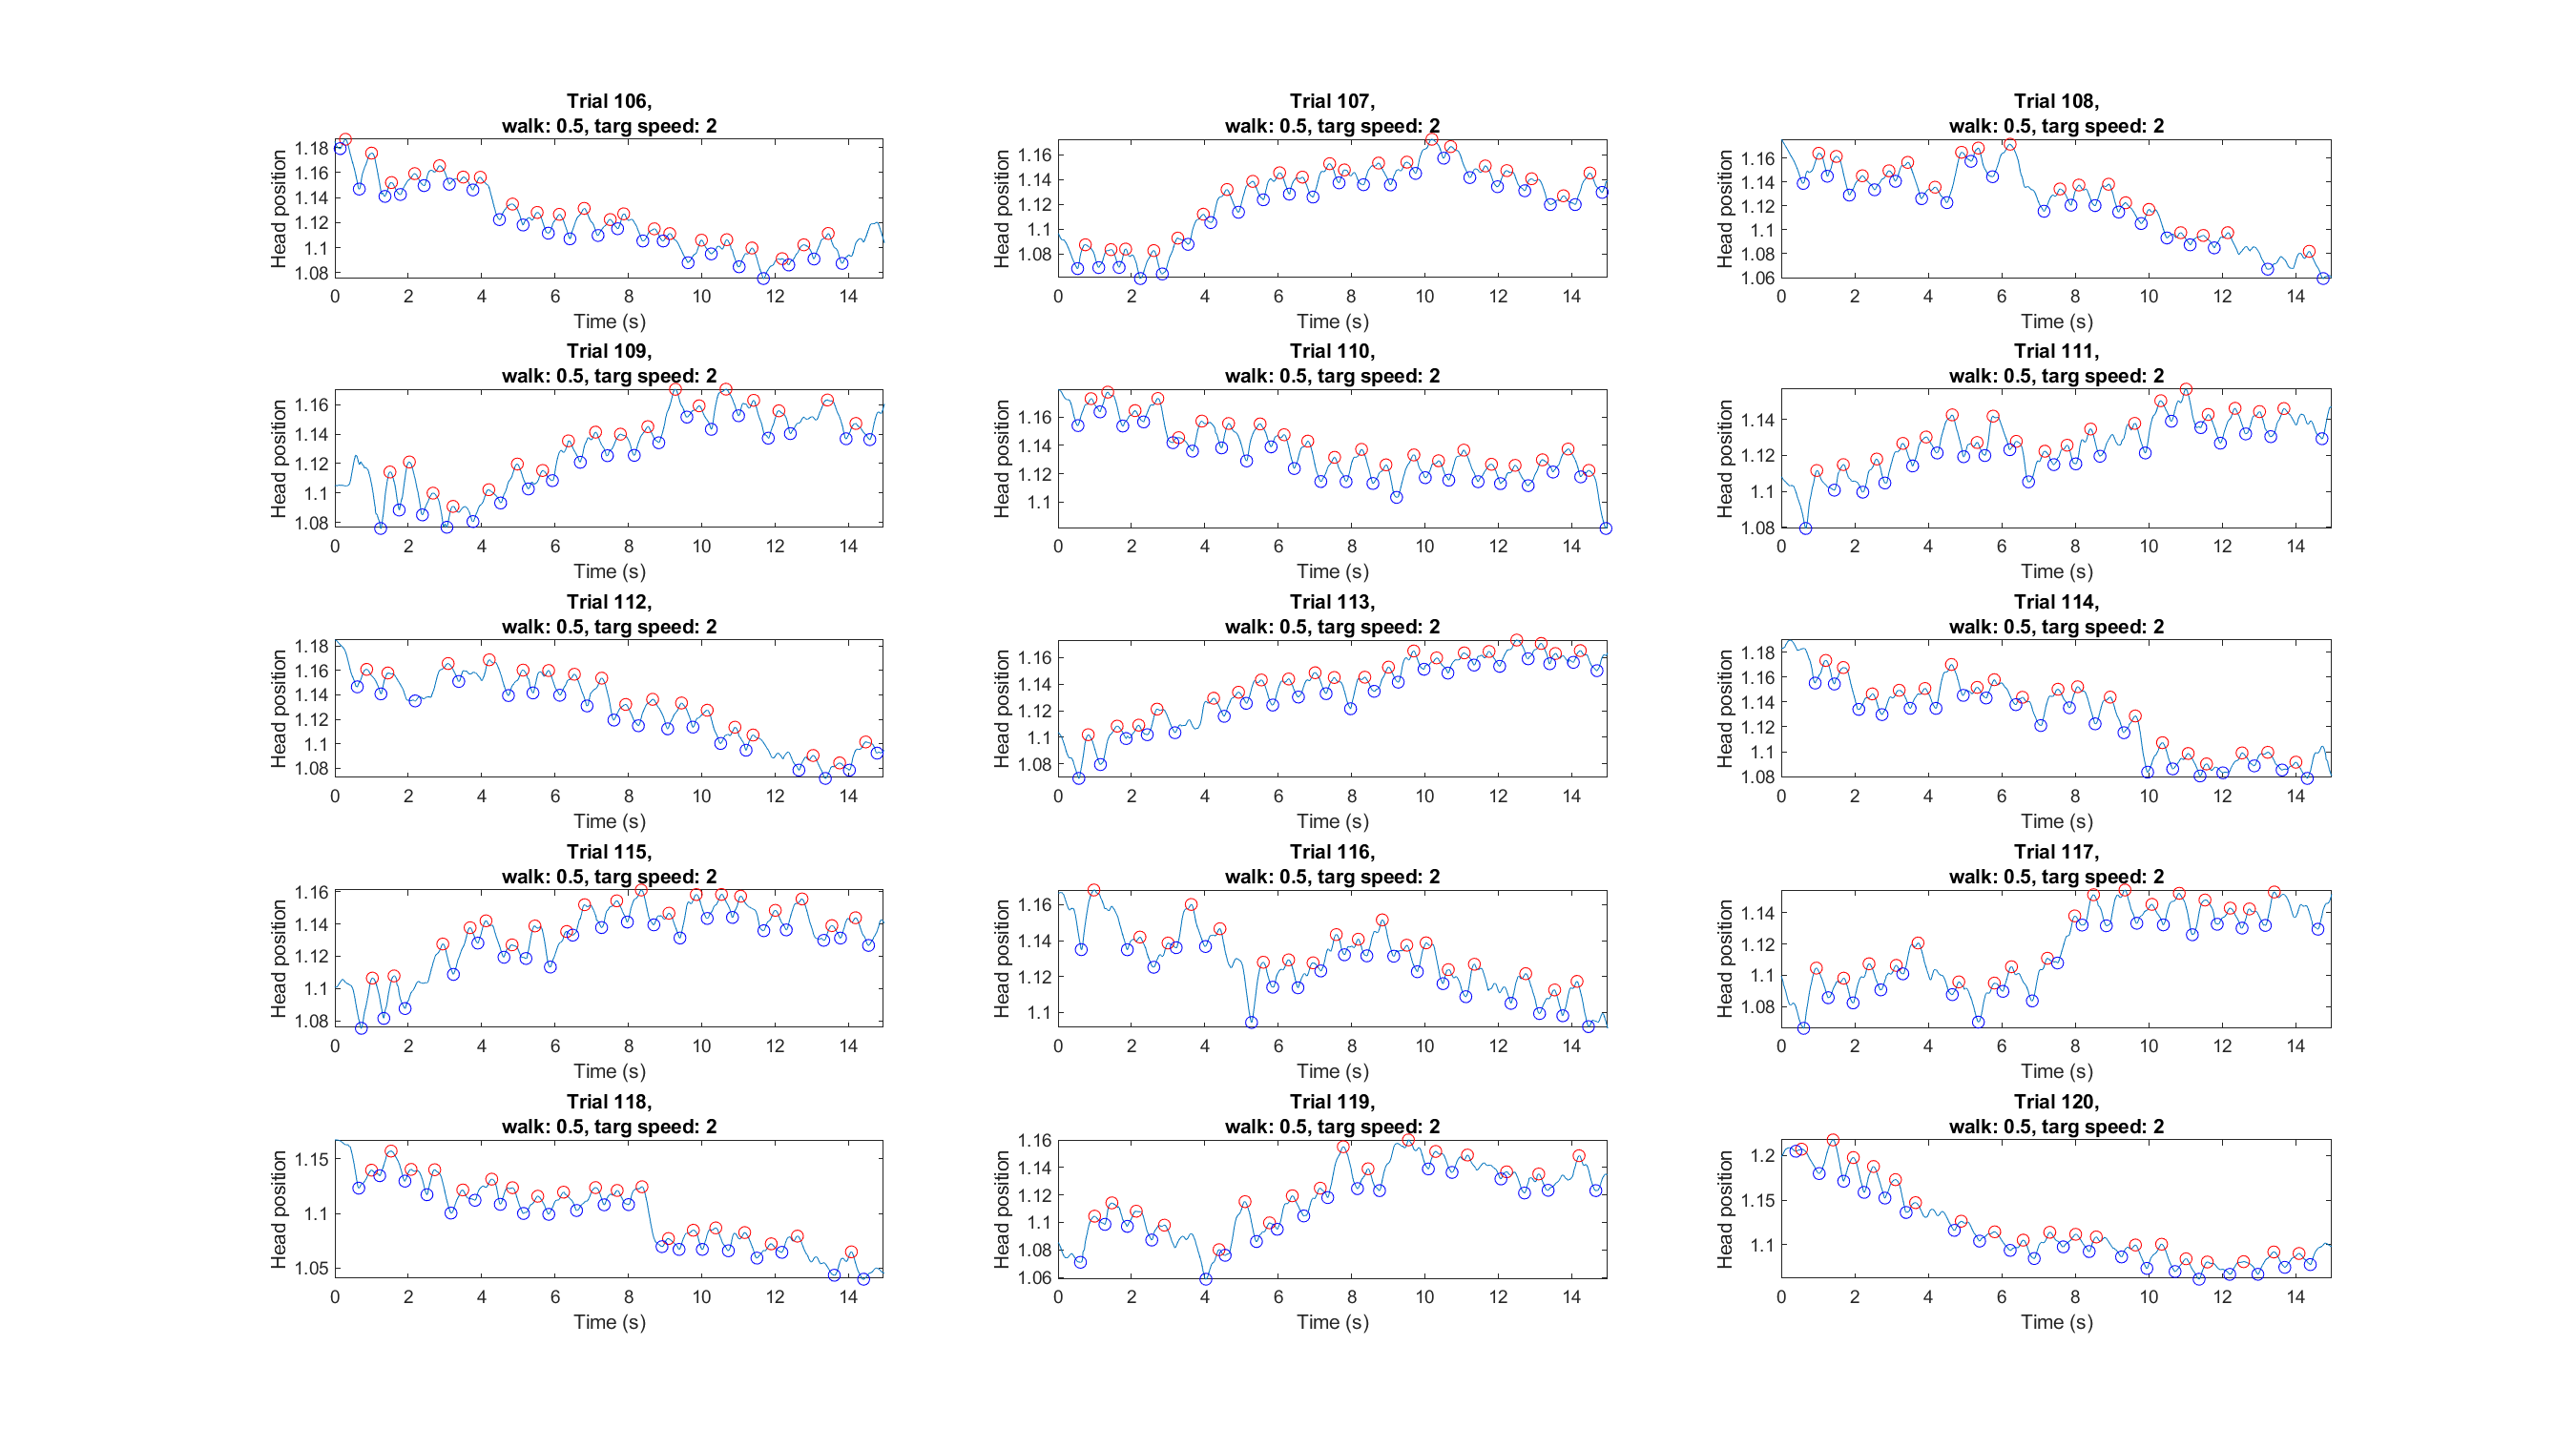 Trial 106,
walk: 0.5, targ speed: 2
Head position
1.18
1.16
1.14
1.12
1.1
1.08
0 2 4 6 8 10 12 14
Time (s)
Trial 107,
walk: 0.5, targ speed: 2
Head position
1.16
1.14
1.12
1.1
1.08
0 2 4 6 8 10 12 14
Time (s)
Trial 108,
walk: 0.5, targ speed: 2
Head position
1.16
1.14
1.12
1.1
1.08
1.06
0 2 4 6 8 10 12 14
Time (s)
Trial 109,
walk: 0.5, targ speed: 2
Head position
1.16
1.14
1.12
1.1
1.08
0 2 4 6 8 10 12 14
Time (s)
Trial 110,
walk: 0.5, targ speed: 2
Head position
1.16
1.14
1.12
1.1
0 2 4 6 8 10 12 14
Time (s)
Trial 111,
walk: 0.5, targ speed: 2
Head position
1.14
1.12
1.1
1.08
0 2 4 6 8 10 12 14
Time (s)
Trial 112,
walk: 0.5, targ speed: 2
Head position
1.18
1.16
1.14
1.12
1.1
1.08
0 2 4 6 8 10 12 14
Time (s)
Trial 113,
walk: 0.5, targ speed: 2
Head position
1.16
1.14
1.12
1.1
1.08
0 2 4 6 8 10 12 14
Time (s)
Trial 114,
walk: 0.5, targ speed: 2
Head position
1.18
1.16
1.14
1.12
1.1
1.08
0 2 4 6 8 10 12 14
Time (s)
Trial 115,
walk: 0.5, targ speed: 2
Head position
1.16
1.14
1.12
1.1
1.08
0 2 4 6 8 10 12 14
Time (s)
Trial 116,
walk: 0.5, targ speed: 2
Head position
1.16
1.14
1.12
1.1
0 2 4 6 8 10 12 14
Time (s)
Trial 117,
walk: 0.5, targ speed: 2
Head position
1.14
1.12
1.1
1.08
0 2 4 6 8 10 12 14
Time (s)
Trial 118,
walk: 0.5, targ speed: 2
Head position
1.15
1.1
1.05
0 2 4 6 8 10 12 14
Time (s)
Trial 119,
walk: 0.5, targ speed: 2
Head position
1.16
1.14
1.12
1.1
1.08
1.06
0 2 4 6 8 10 12 14
Time (s)
Trial 120,
walk: 0.5, targ speed: 2
Head position
1.2
1.15
1.1
0 2 4 6 8 10 12 14
Time (s)